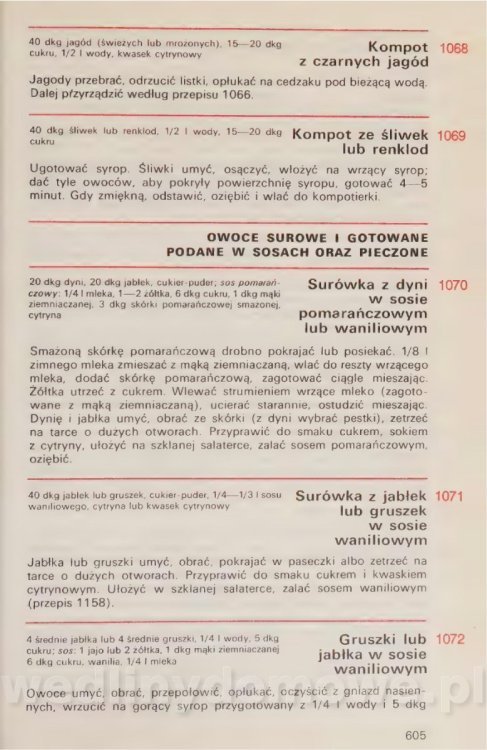 40 dkg jagód (świeżych lub mrożonych), 15—20 dkg
cukru, 1/2 l wody, kwasek cytrynowy
Kompot 1068
z czarnych jagód
Jagody przebrać, odrzucić listki, opłukać na cedzaku pod bieżącą wodą.
Dalej przyrządzić według przepisu 1066.
40 dkg śliwek lub renklod, 1/2 l wody, 15—20 dkg
cukru
Kompot ze śliwek 1069
lub renklod
Ugotować syrop. Śliwki umyć, osączyć, włożyć na wrzący syrop;
dać tyle owoców, aby pokryły powierzchnię syropu, gotować 4—5
minut. Gdy zmiękną, odstawić, oziębić i wlać do kompotierki.
OWOCE SUROWE I GOTOWANE
PODANE W SOSACH ORAZ PIECZONE
20 dkg dyni, 20 dkg jabłek, cukier-puder; sos pomarań-
czowy: 1/4 l mleka, 1—2 żółtka, 6 dkg cukru, 1 dkg mąki
ziemniaczanej, 3 dkg skórki pomarańczowej smażonej,
cytryna
Surówka z dyni 1070
w sosie
pomarańczowym
lub waniliowym
Smażoną skórkę pomarańczową drobno pokrajać lub posiekać. 1/8 l
zimnego mleka zmieszać z mąką ziemniaczaną, wlać do reszty wrzącego
mleka, dodać skórkę pomarańczową, zagotować ciągle mieszając.
Żółtka utrzeć z cukrem. Wlewać strumieniem wrzące mleko (zagoto-
wane z mąką ziemniaczaną), ucierać starannie, ostudzić mieszając.
Dynię i jabłka umyć, obrać ze skórki (z dyni wybrać pestki), zetrzeć
na tarce o dużych otworach. Przyprawić do smaku cukrem, sokiem
z cytryny, ułożyć na szklanej salaterce, zalać sosem pomarańczowym,
oziębić.
40 dkg jabłek lub gruszek, cukier-puder, 1/4—1/3 l sosu
waniliowego, cytryna lub kwasek cytrynowy
Surówka z jabłek 1071
lub gruszek
w sosie
waniliowym
Jabłka lub gruszki umyć, obrać, pokrajać w paseczki albo zetrzeć na
tarce o dużych otworach. Przyprawić do smaku cukrem i kwaskiem
cytrynowym. Ułożyć w szklanej salaterce, zalać sosem waniliowym
(przepis 1158).
4 średnie jabłka lub 4 średnie gruszki, 1/4 l wody, 5 dkg
cukru; sos: 1 jajo lub 2 żółtka, 1 dkg mąki ziemniaczanej
6 dkg cukru, wanilia, 1/4 l mleka
Gruszki lub 1072
jabłka w sosie
waniliowym
wedlinydomowe.pl
Owoce umyć, obrać, przepołowić, opłukać, oczyścić z gniazd nasien-
nych, wrzucić na gorący syrop przygotowany z 1/4 l wody i 5 dkg
605